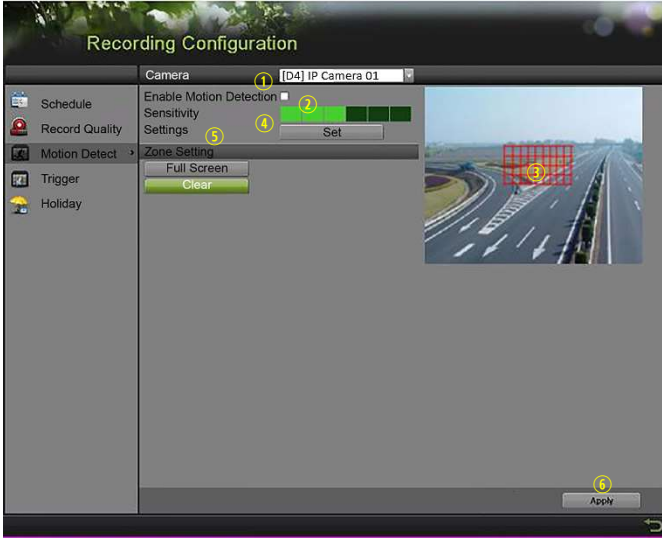 Recording Configuration
Camera
[D4] IP Camera 01
①
Schedule
Record Quality
Motion Detect ›
Trigger
Holiday
Enable Motion Detection
②
Sensitivity
④
Settings
Set
⑤
Zone Setting
Full Screen
Clear
③
⑥
Apply